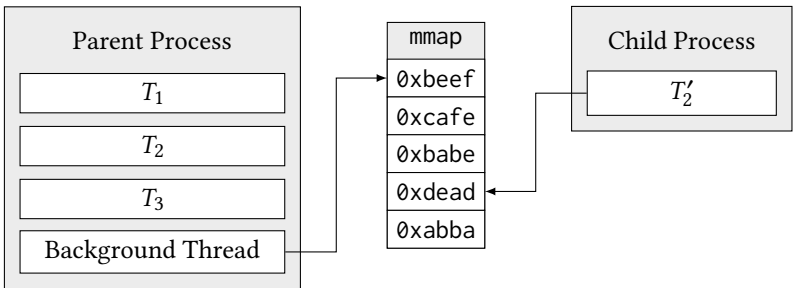 Parent Process
T₁
T₂
T₃
Background Thread
mmap
0xbeef
0xcafe
0xbabe
0xdead
0xabba
Child Process
T₂′